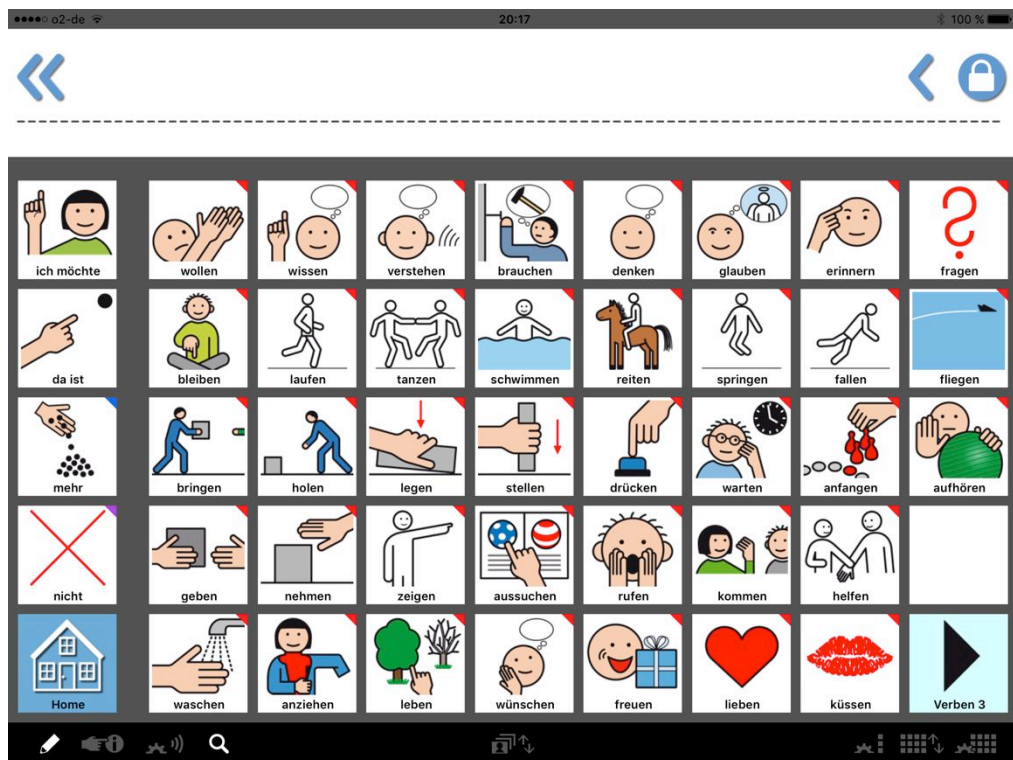 o2-de 20:17 100 %
ich möchte wollen wissen verstehen brauchen denken glauben erinnern fragen
da ist bleiben laufen tanzen schwimmen reiten springen fallen fliegen
mehr bringen holen legen stellen drücken warten anfangen aufhören
nicht geben nehmen zeigen aussuchen rufen kommen helfen
Home waschen anziehen leben wünschen freuen lieben küssen Verben 3